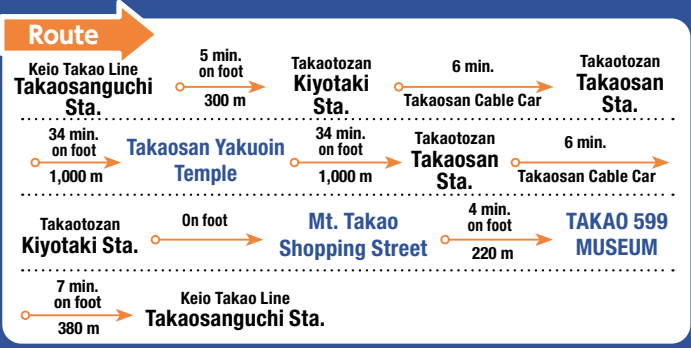 Route
Keio Takao Line
Takaosanguchi
Sta.
5 min.
on foot
300 m
Takaotozan
Kiyotaki
Sta.
6 min.
Takaosan Cable Car
Takaotozan
Takaosan
Sta.
34 min.
on foot
1,000 m
Takaosan Yakuoin
Temple
34 min.
on foot
1,000 m
Takaotozan
Takaosan
Sta.
6 min.
Takaosan Cable Car
Takaotozan
Kiyotaki Sta.
On foot
Mt. Takao
Shopping Street
4 min.
on foot
220 m
TAKAO 599
MUSEUM
7 min.
on foot
380 m
Keio Takao Line
Takaosanguchi Sta.